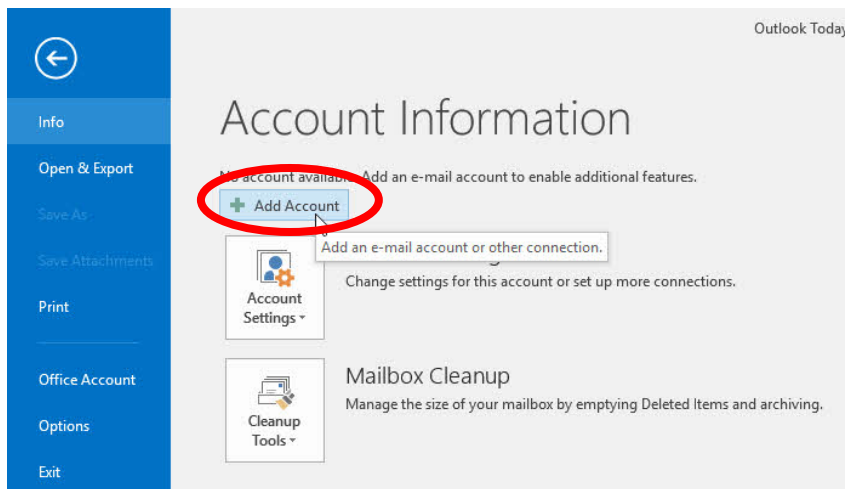 Outlook Today
Info
Open & Export
Save As
Save Attachments
Print
Office Account
Options
Exit
Account Information
No account available. Add an e-mail account to enable additional features.
Add Account
Add an e-mail account or other connection.
Account
Settings
Change settings for this account or set up more connections.
Cleanup
Tools
Mailbox Cleanup
Manage the size of your mailbox by emptying Deleted Items and archiving.